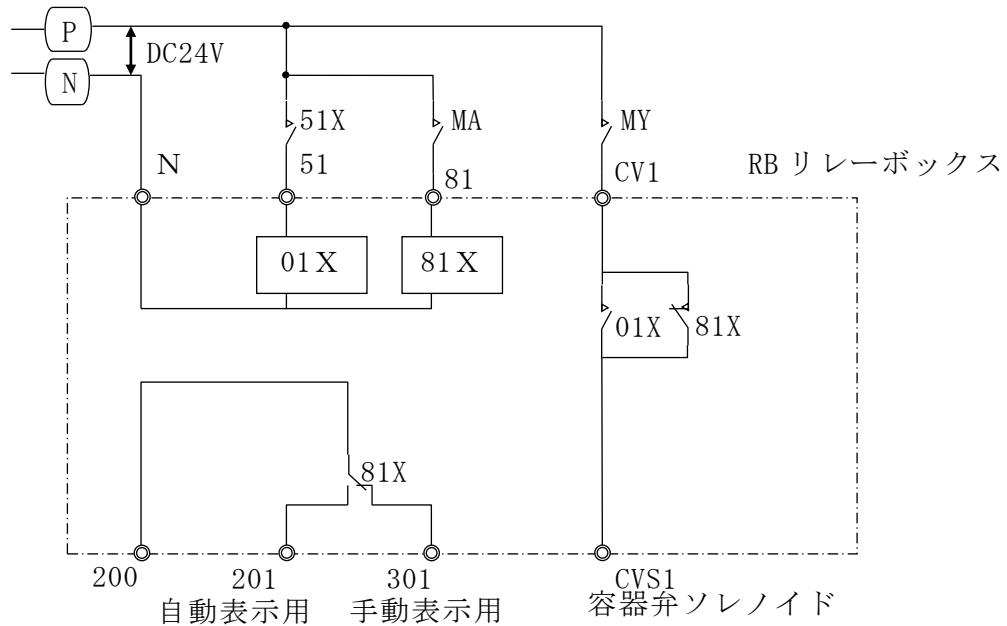 P
DC24V
N
51X
MA
MY
N
51
81
CV1
RBリレーボックス
01X
81X
01X
81X
81X
200
201
301
CVS1
自動表示用
手動表示用
容器弁ソレノイド